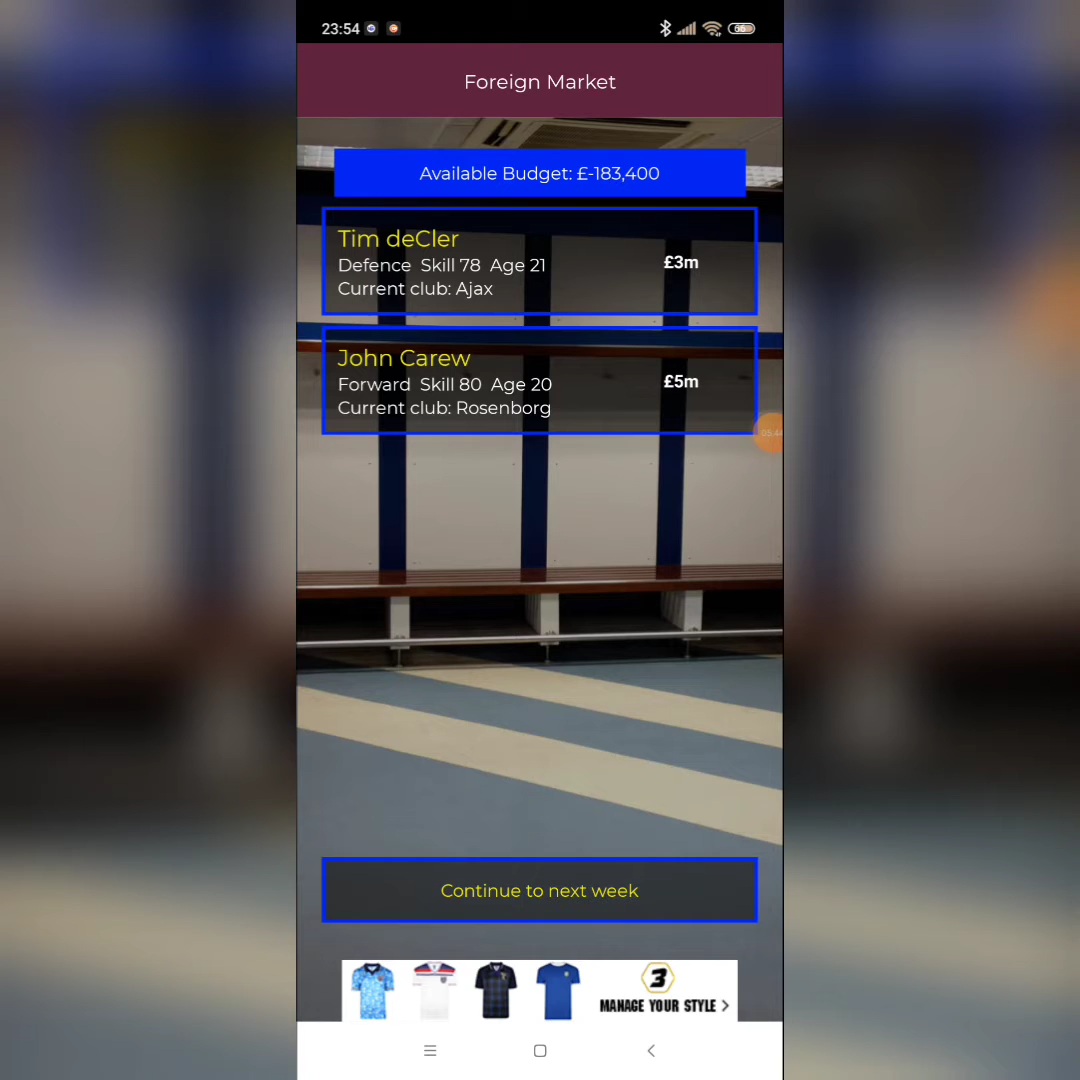 23:54
66
Foreign Market
Available Budget: £-183,400
Tim deCler
Defence Skill 78 Age 21
£3m
Current club: Ajax
John Carew
Forward Skill 80 Age 20
£5m
Current club: Rosenborg
Continue to next week
3
MANAGE YOUR STYLE >